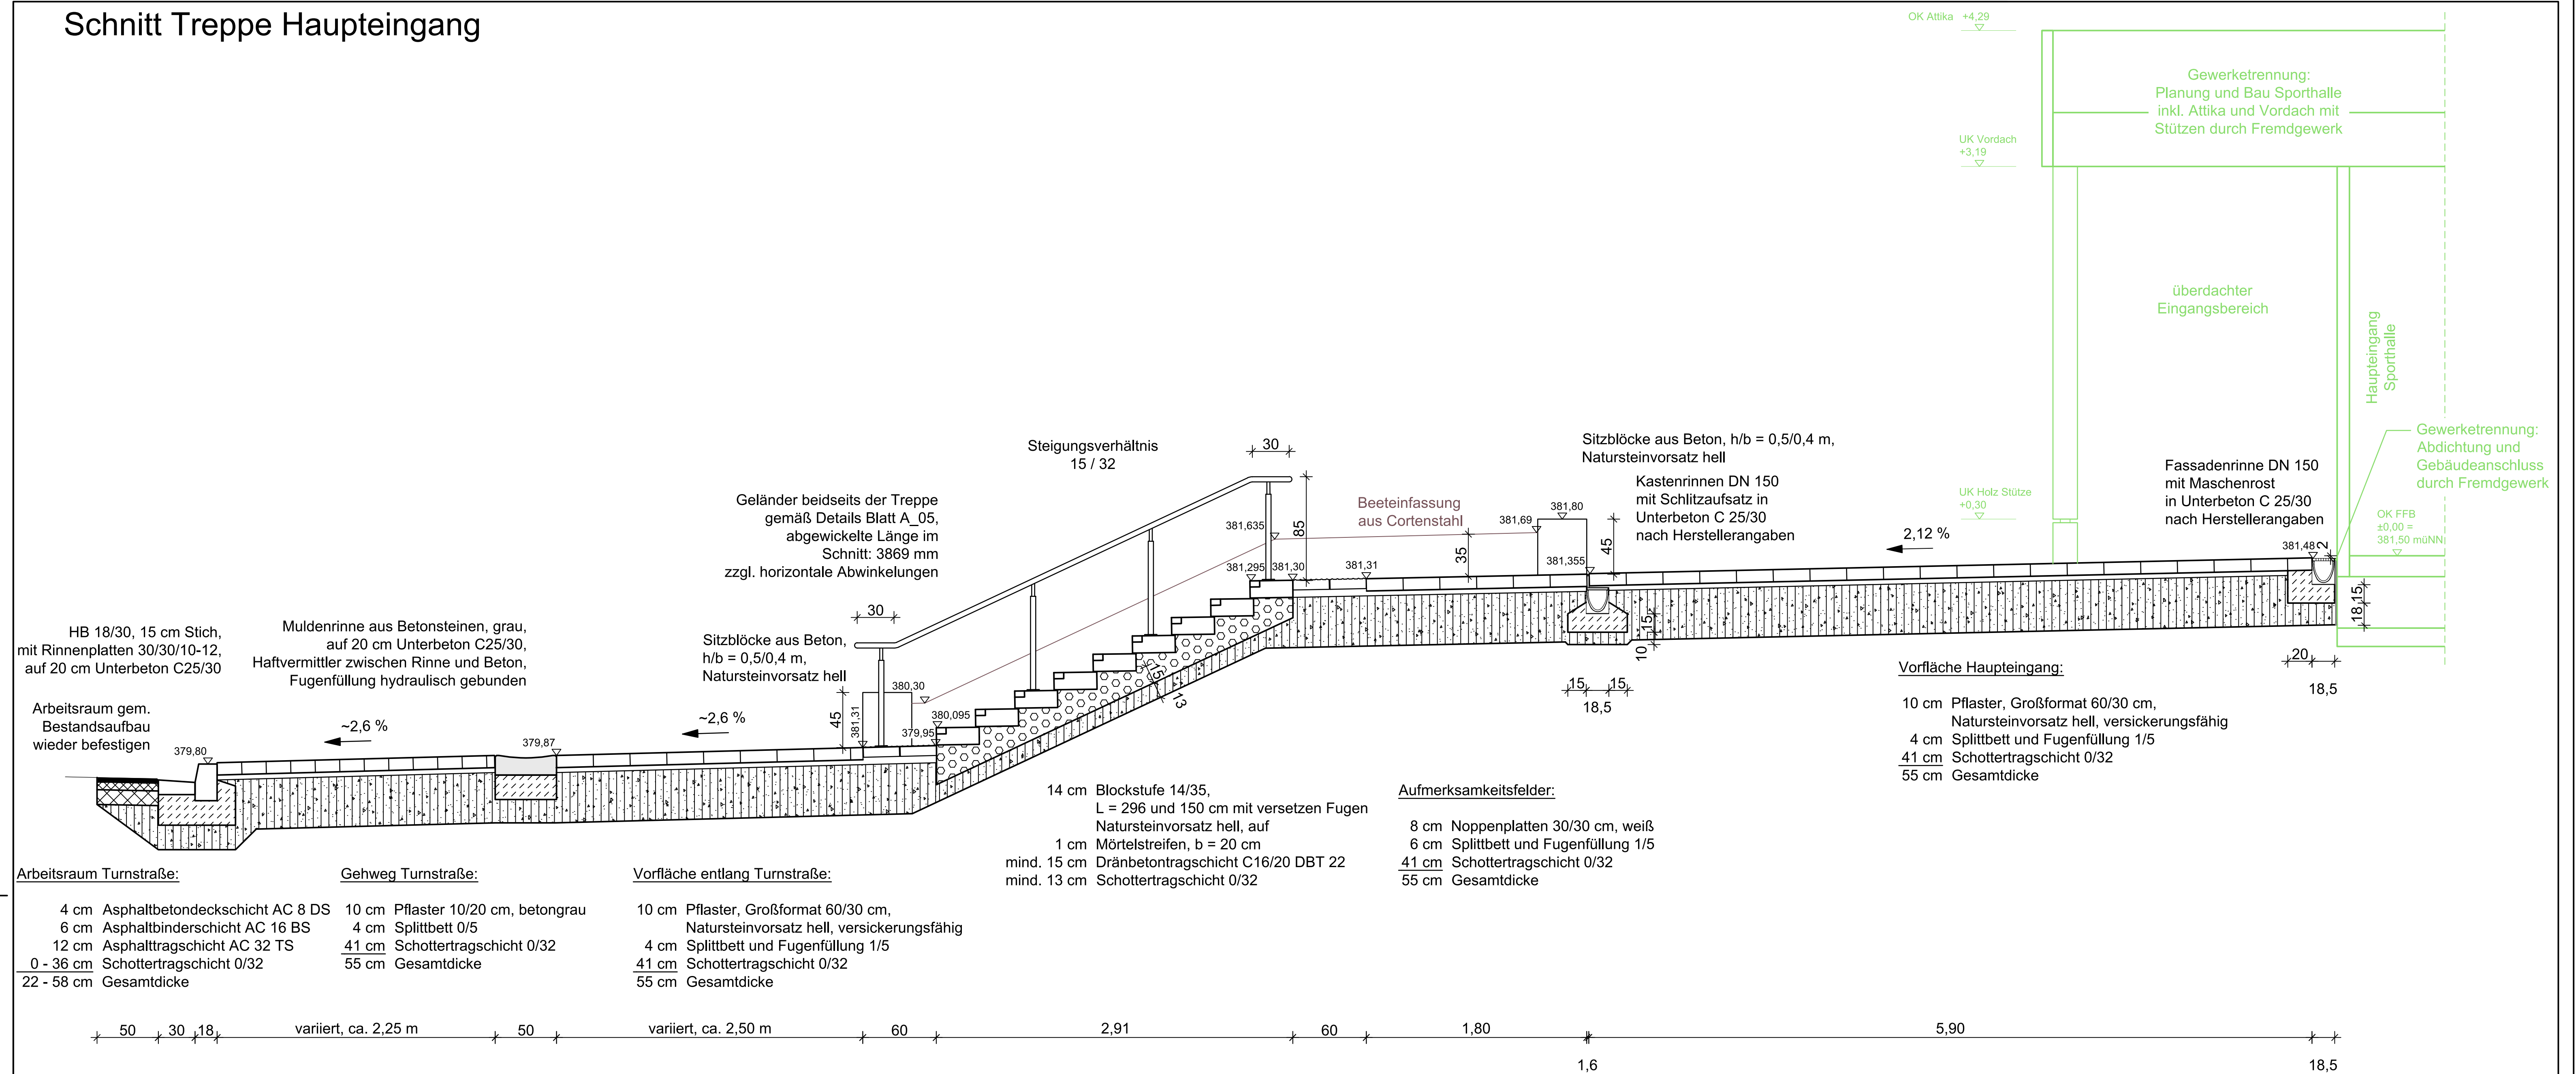 Schnitt Treppe Haupteingang
OK Attika +4,29
Gewerketrennung:
Planung und Bau Sporthalle
inkl. Attika und Vordach mit
Stützen durch Fremdgewerk
UK Vordach
+3,19
überdachter
Eingangsbereich
Haupteingang
Sporthalle
Gewerketrennung:
Abdichtung und
Gebäudeanschluss
durch Fremdgewerk
UK Holz Stütze
+0,30
OK FFB
±0,00 =
381,50 müNN
Fassadenrinne DN 150
mit Maschenrost
in Unterbeton C 25/30
nach Herstellerangaben
381,48
2
18,15
20
18,5
2,12 %
Sitzblöcke aus Beton, h/b = 0,5/0,4 m,
Natursteinvorsatz hell
Kastenrinnen DN 150
mit Schlitzaufsatz in
Unterbeton C 25/30
nach Herstellerangaben
381,80
381,69
45
381,355
15
10
15
15
18,5
Beeteinfassung
aus Cortenstahl
35
381,31
Steigungsverhältnis
15 / 32
30
85
381,635
381,295
381,30
Geländer beidseits der Treppe
gemäß Details Blatt A_05,
abgewickelte Länge im
Schnitt: 3869 mm
zzgl. horizontale Abwinkelungen
30
Sitzblöcke aus Beton,
h/b = 0,5/0,4 m,
Natursteinvorsatz hell
380,30
45
381,31
380,095
379,95
15
13
Muldenrinne aus Betonsteinen, grau,
auf 20 cm Unterbeton C25/30,
Haftvermittler zwischen Rinne und Beton,
Fugenfüllung hydraulisch gebunden
HB 18/30, 15 cm Stich,
mit Rinnenplatten 30/30/10-12,
auf 20 cm Unterbeton C25/30
Arbeitsraum gem.
Bestandsaufbau
wieder befestigen
379,80
~2,6 %
379,87
~2,6 %
Vorfläche Haupteingang:
10 cm Pflaster, Großformat 60/30 cm,
Natursteinvorsatz hell, versickerungsfähig
4 cm Splittbett und Fugenfüllung 1/5
41 cm Schottertragschicht 0/32
55 cm Gesamtdicke
14 cm Blockstufe 14/35,
L = 296 und 150 cm mit versetzen Fugen
Natursteinvorsatz hell, auf
1 cm Mörtelstreifen, b = 20 cm
mind. 15 cm Dränbetontragschicht C16/20 DBT 22
mind. 13 cm Schottertragschicht 0/32
Aufmerksamkeitsfelder:
8 cm Noppenplatten 30/30 cm, weiß
6 cm Splittbett und Fugenfüllung 1/5
41 cm Schottertragschicht 0/32
55 cm Gesamtdicke
Arbeitsraum Turnstraße:
4 cm Asphaltbetondeckschicht AC 8 DS
6 cm Asphaltbinderschicht AC 16 BS
12 cm Asphalttragschicht AC 32 TS
0 - 36 cm Schottertragschicht 0/32
22 - 58 cm Gesamtdicke
Gehweg Turnstraße:
10 cm Pflaster 10/20 cm, betongrau
4 cm Splittbett 0/5
41 cm Schottertragschicht 0/32
55 cm Gesamtdicke
Vorfläche entlang Turnstraße:
10 cm Pflaster, Großformat 60/30 cm,
Natursteinvorsatz hell, versickerungsfähig
4 cm Splittbett und Fugenfüllung 1/5
41 cm Schottertragschicht 0/32
55 cm Gesamtdicke
50 30 18 variiert, ca. 2,25 m 50 variiert, ca. 2,50 m 60 2,91 60 1,80 5,90
1,6 18,5